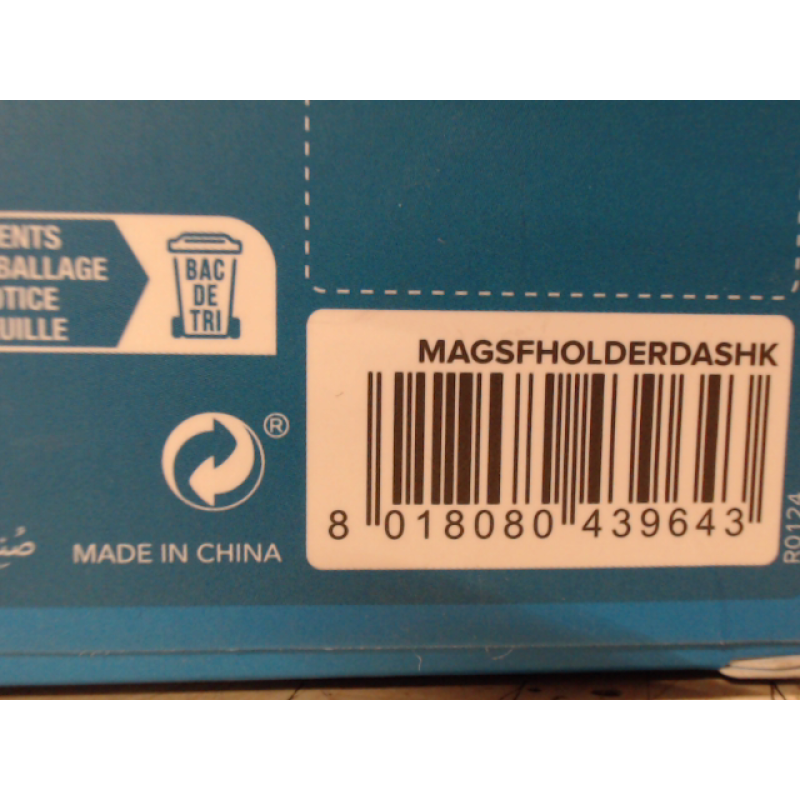 ENTS
BALLAGE
OTICE
UILLE
BAC
DE
TRI
MAGSFHOLDERDASHK
8 018080 439643
R0124
®
MADE IN CHINA